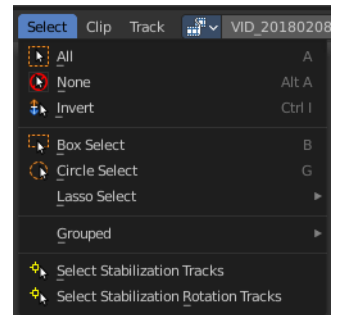 Select Clip Track VID_20180208
All A
None Alt A
Invert Ctrl I
Box Select B
Circle Select G
Lasso Select
Grouped
Select Stabilization Tracks
Select Stabilization Rotation Tracks